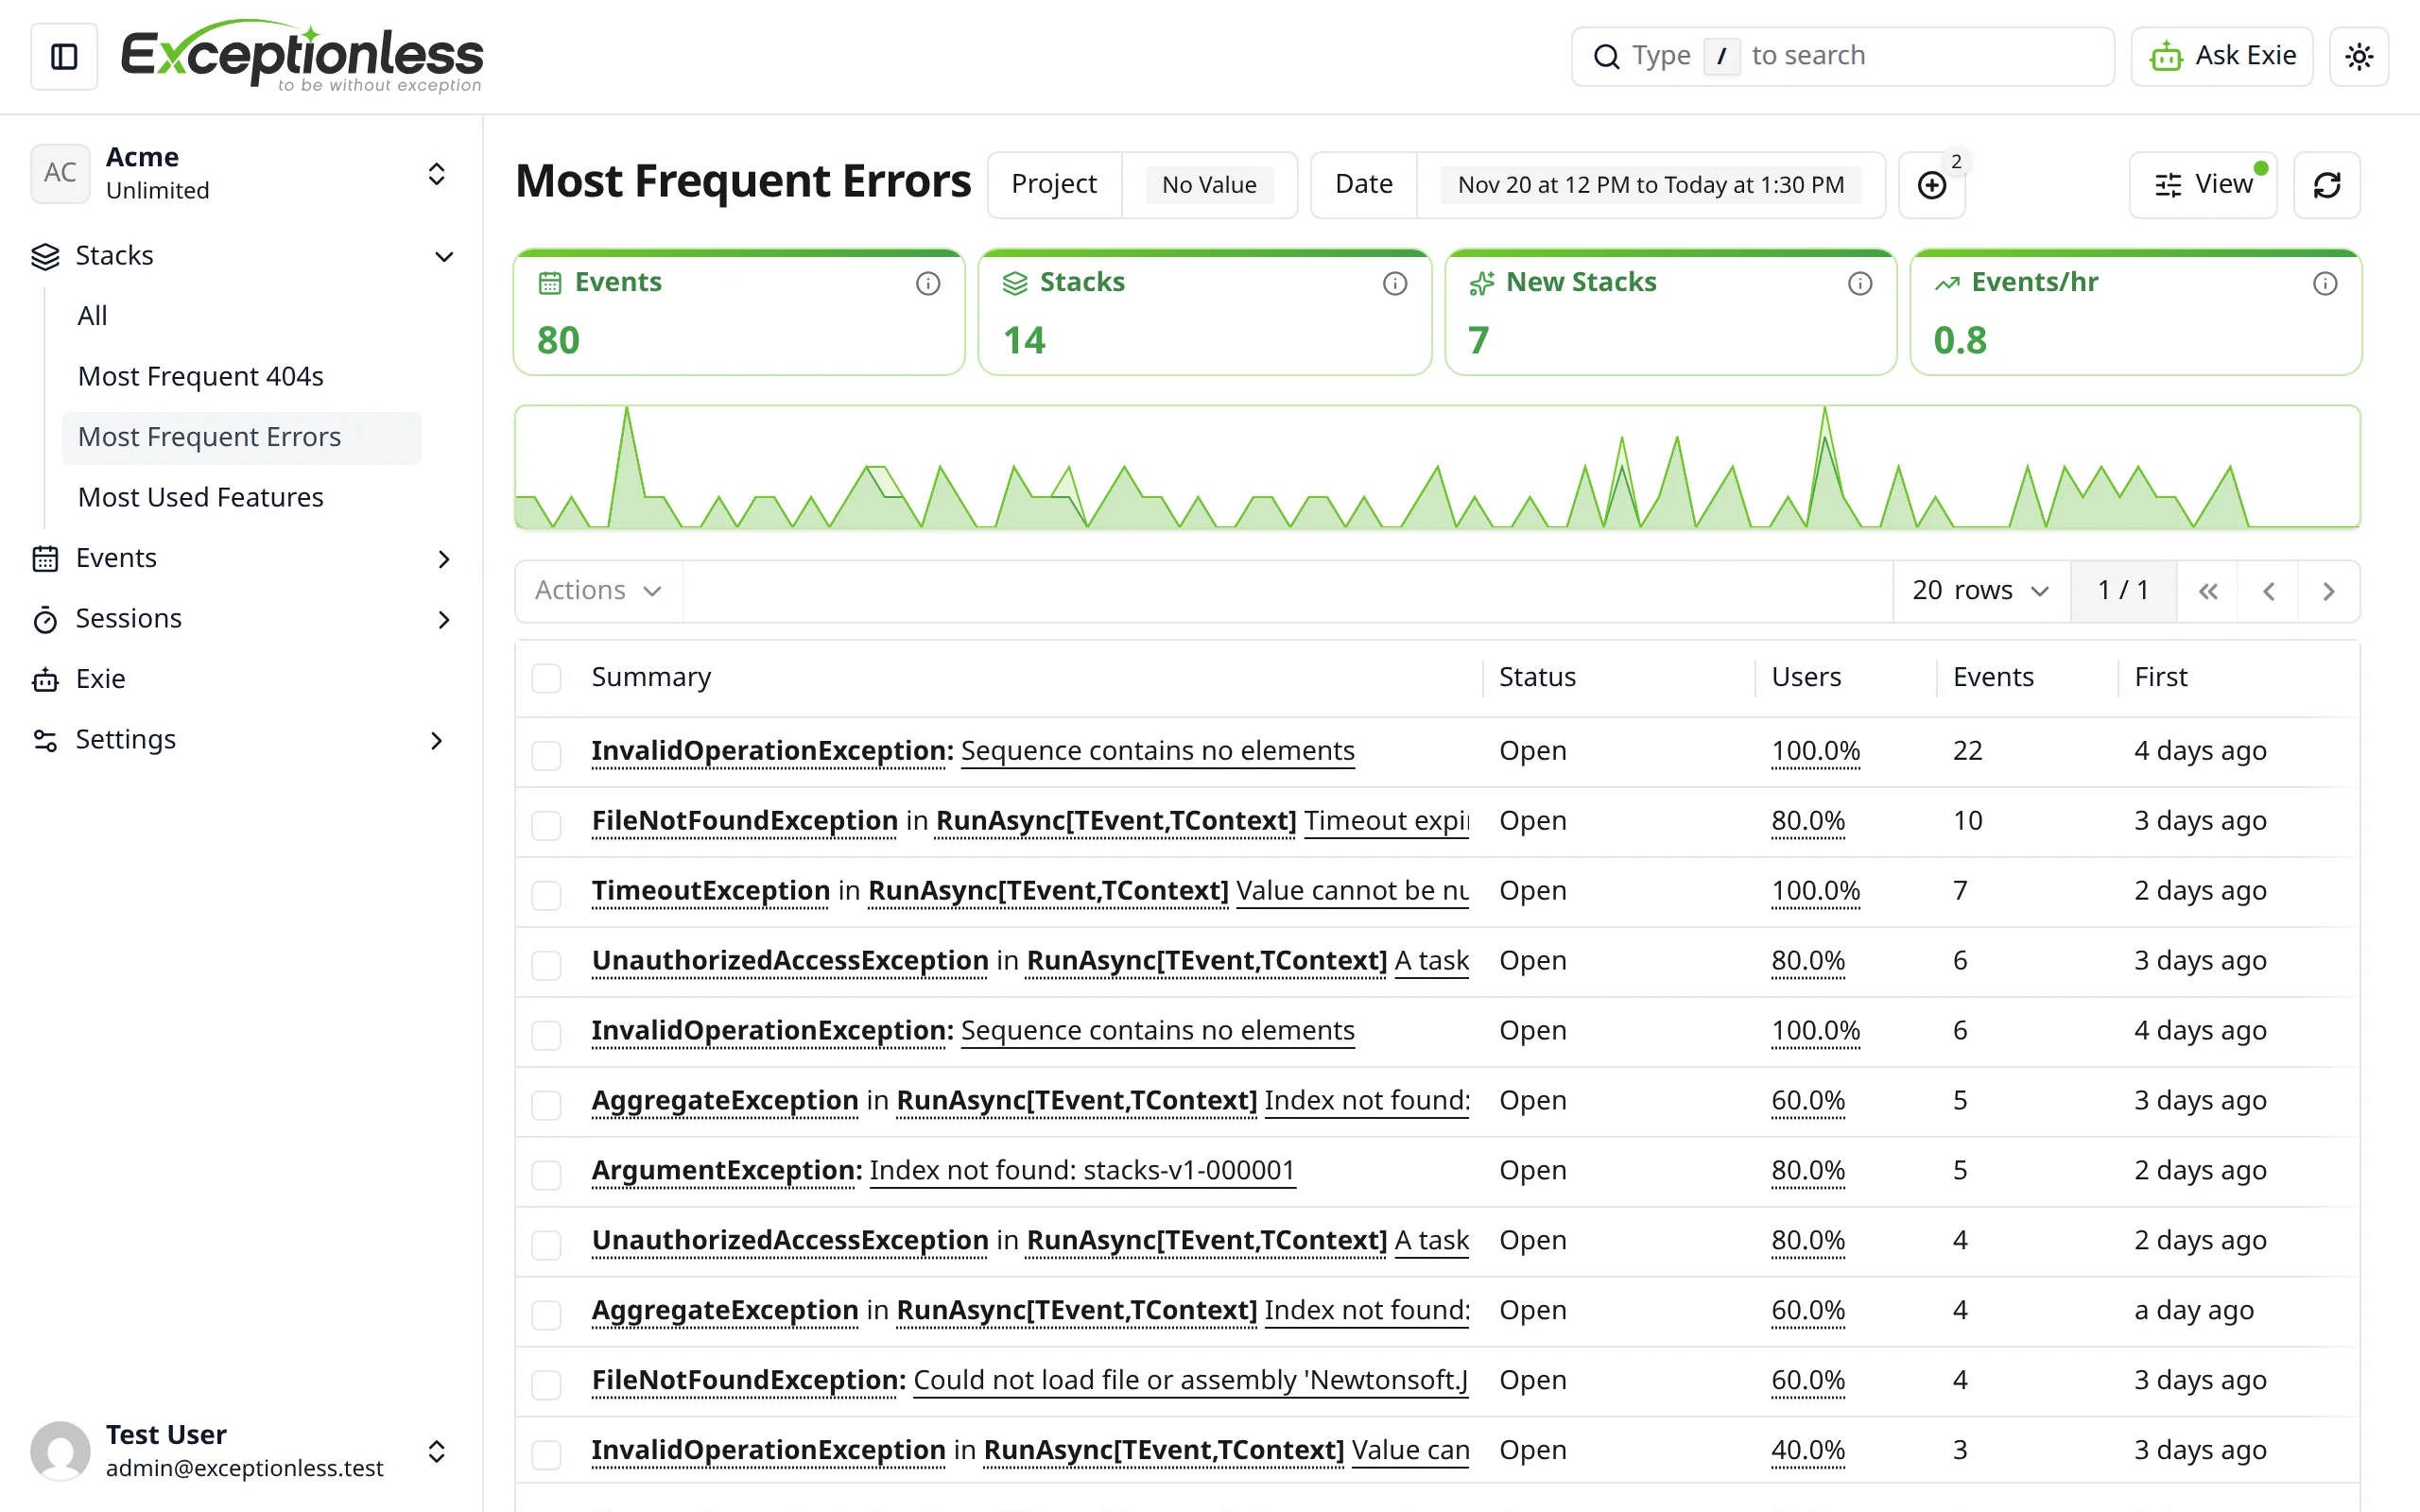 Exceptionless
to be without exception
Type / to search
Ask Exie
AC
Acme
Unlimited
Stacks
All
Most Frequent 404s
Most Frequent Errors
Most Used Features
Events
Sessions
Exie
Settings
Test User
admin@exceptionless.test
Most Frequent Errors
Project No Value
Date Nov 20 at 12 PM to Today at 1:30 PM
2
View
Events
80
Stacks
14
New Stacks
7
Events/hr
0.8
Actions
20 rows
1 / 1
Summary Status Users Events First
InvalidOperationException: Sequence contains no elements Open 100.0% 22 4 days ago
FileNotFoundException in RunAsync[TEvent,TContext] Timeout expi Open 80.0% 10 3 days ago
TimeoutException in RunAsync[TEvent,TContext] Value cannot be nu Open 100.0% 7 2 days ago
UnauthorizedAccessException in RunAsync[TEvent,TContext] A task Open 80.0% 6 3 days ago
InvalidOperationException: Sequence contains no elements Open 100.0% 6 4 days ago
AggregateException in RunAsync[TEvent,TContext] Index not found: Open 60.0% 5 3 days ago
ArgumentException: Index not found: stacks-v1-000001 Open 80.0% 5 2 days ago
UnauthorizedAccessException in RunAsync[TEvent,TContext] A task Open 80.0% 4 2 days ago
AggregateException in RunAsync[TEvent,TContext] Index not found: Open 60.0% 4 a day ago
FileNotFoundException: Could not load file or assembly 'Newtonsoft.J Open 60.0% 4 3 days ago
InvalidOperationException in RunAsync[TEvent,TContext] Value can Open 40.0% 3 3 days ago